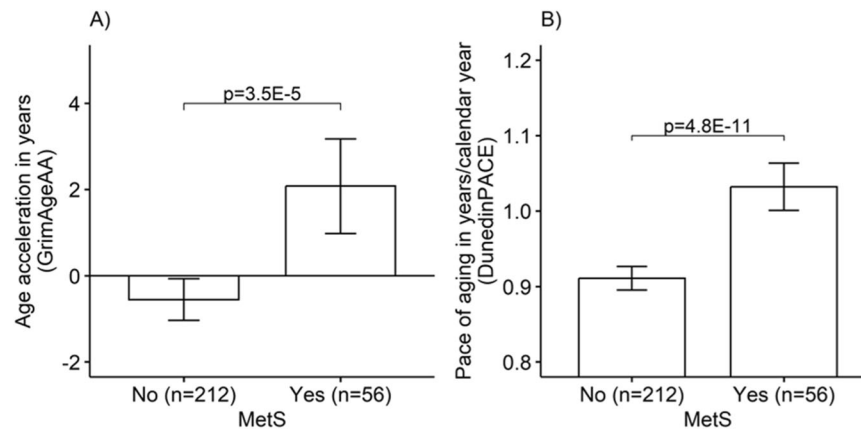 A)
Age acceleration in years
(GrimAgeAA)
4
2
0
-2
p=3.5E-5
No (n=212)
Yes (n=56)
MetS
B)
Pace of aging in years/calendar year
(DunedinPACE)
1.2
1.1
1.0
0.9
0.8
p=4.8E-11
No (n=212)
Yes (n=56)
MetS